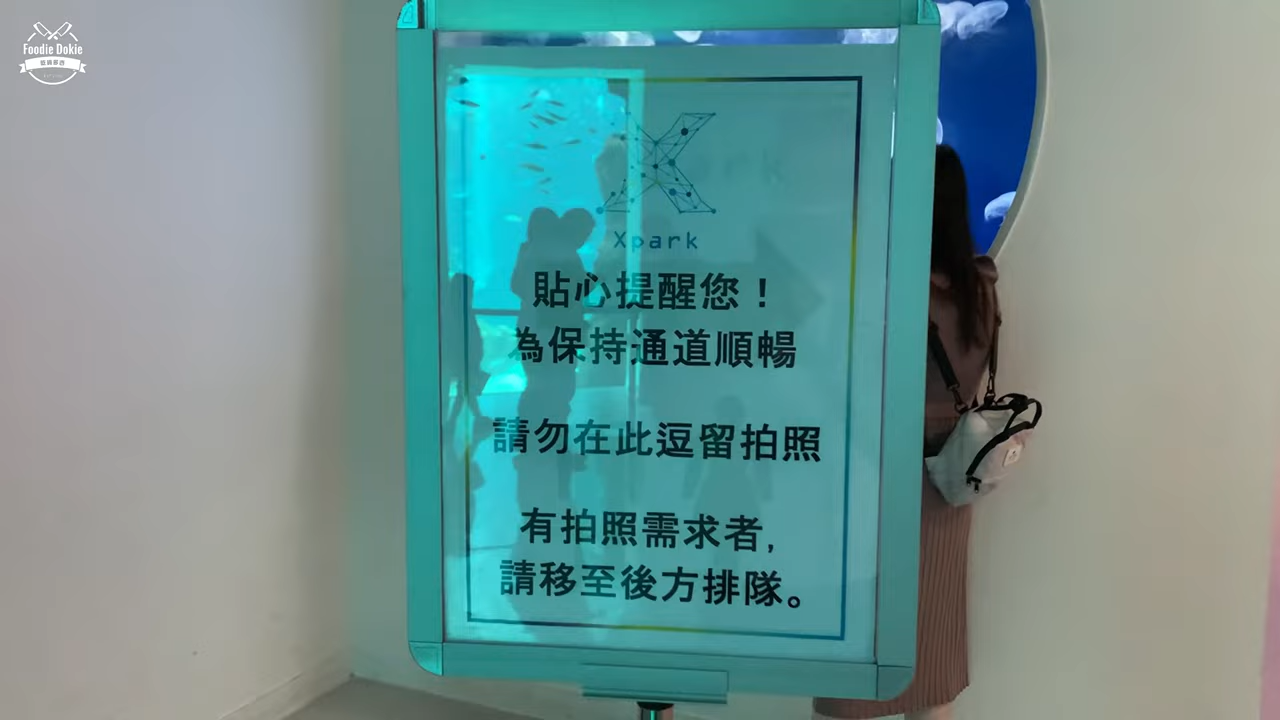 Foodie Dokie
Xpark
貼心提醒您！
為保持通道順暢
請勿在此逗留拍照
有拍照需求者，
請移至後方排隊。